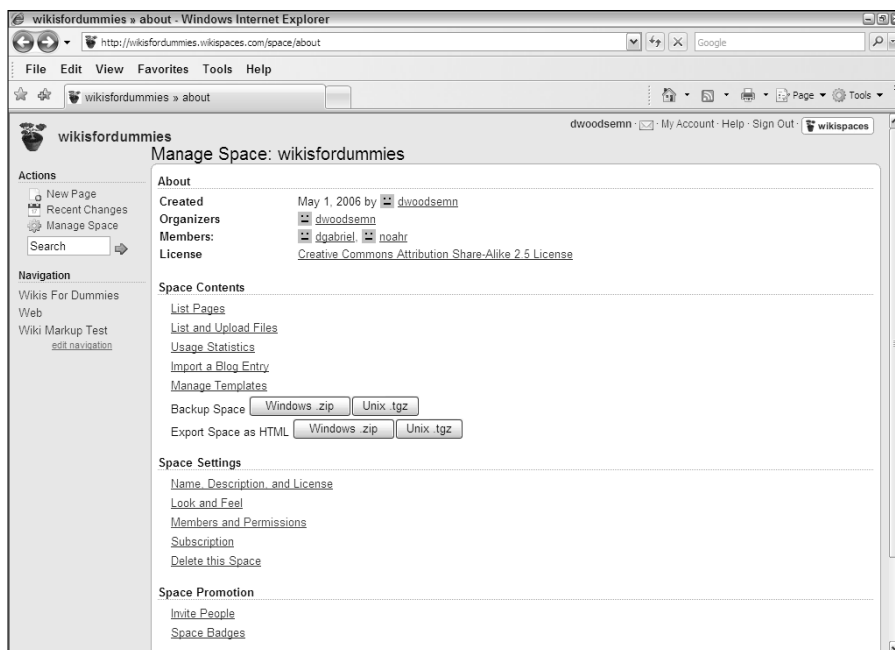 wikisfordummies » about - Windows Internet Explorer
http://wikisfordummies.wikispaces.com/space/about
Google
File Edit View Favorites Tools Help
wikisfordummies » about
Page Tools
dwoodsemn · My Account · Help · Sign Out · wikispaces
wikisfordummies
Manage Space: wikisfordummies
Actions
New Page
Recent Changes
Manage Space
Search
Navigation
Wikis For Dummies
Web
Wiki Markup Test
edit navigation
About
Created May 1, 2006 by dwoodsemn
Organizers dwoodsemn
Members: dgabriel, noahr
License Creative Commons Attribution Share-Alike 2.5 License
Space Contents
List Pages
List and Upload Files
Usage Statistics
Import a Blog Entry
Manage Templates
Backup Space Windows .zip Unix .tgz
Export Space as HTML Windows .zip Unix .tgz
Space Settings
Name, Description, and License
Look and Feel
Members and Permissions
Subscription
Delete this Space
Space Promotion
Invite People
Space Badges